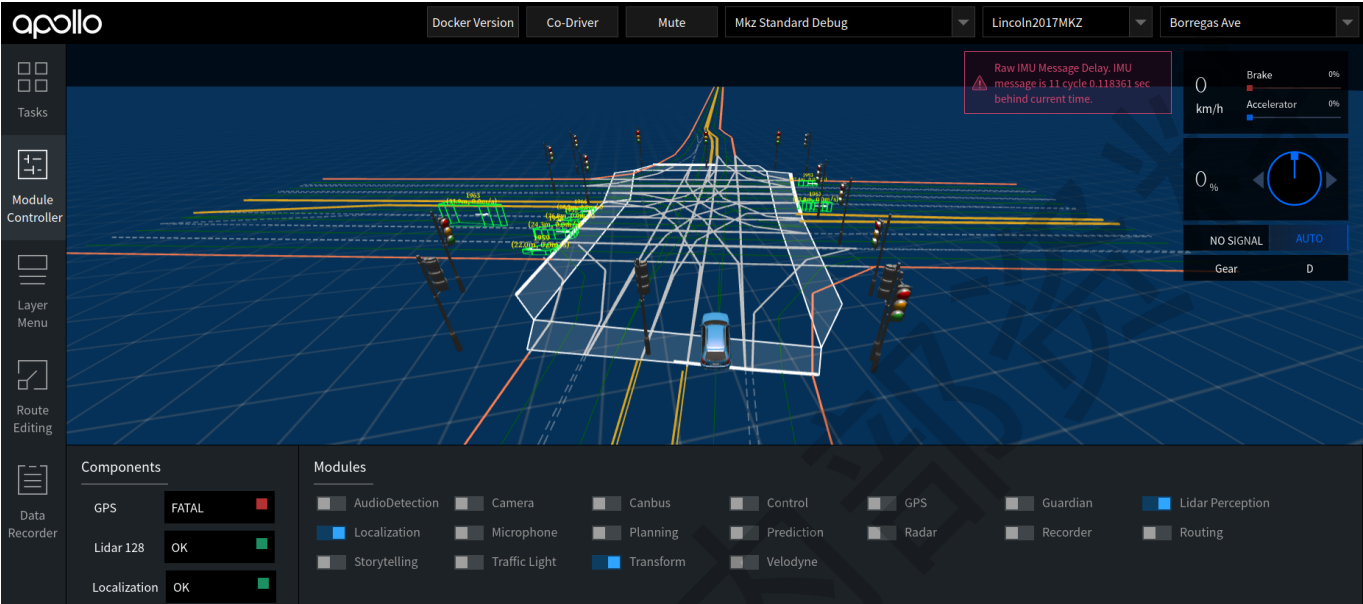 apollo
Docker Version
Co-Driver
Mute
Mkz Standard Debug
Lincoln2017MKZ
Borregas Ave
Tasks
Module
Controller
Layer
Menu
Route
Editing
Data
Recorder
Raw IMU Message Delay. IMU
message is 11 cycle 0.118361 sec
behind current time.
0
km/h
Brake
0%
Accelerator
0%
0 %
NO SIGNAL
AUTO
Gear
D
Components
GPS
FATAL
Lidar 128
OK
Localization
OK
Modules
AudioDetection
Camera
Canbus
Control
GPS
Guardian
Lidar Perception
Localization
Microphone
Planning
Prediction
Radar
Recorder
Routing
Storytelling
Traffic Light
Transform
Velodyne
内部资料